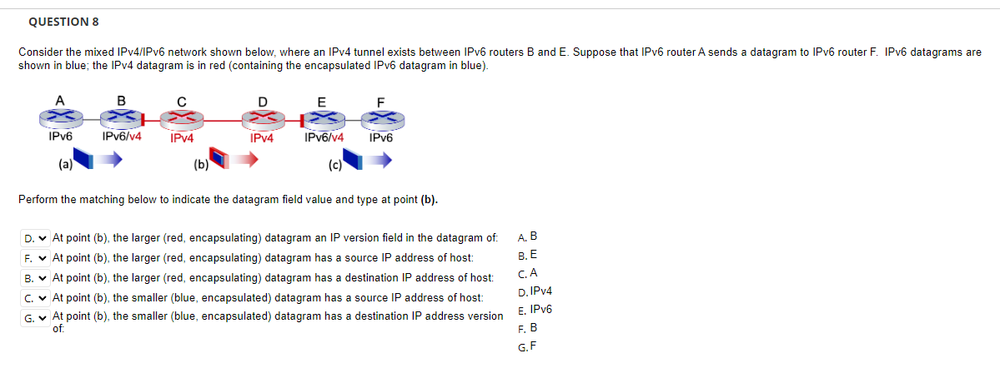 QUESTION 8
Consider the mixed IPv4/IPv6 network shown below, where an IPv4 tunnel exists between IPv6 routers B and E. Suppose that IPv6 router A sends a datagram to IPv6 router F. IPv6 datagrams are
shown in blue; the IPv4 datagram is in red (containing the encapsulated IPv6 datagram in blue).
A B C D E F
IPv6 IPv6/v4 IPv4 IPv4 IPv6/v4 IPv6
(a) (b) (c)
Perform the matching below to indicate the datagram field value and type at point (b).
D. At point (b), the larger (red, encapsulating) datagram an IP version field in the datagram of:
F. At point (b), the larger (red, encapsulating) datagram has a source IP address of host:
B. At point (b), the larger (red, encapsulating) datagram has a destination IP address of host:
C. At point (b), the smaller (blue, encapsulated) datagram has a source IP address of host:
G. At point (b), the smaller (blue, encapsulated) datagram has a destination IP address version
of:
A. B
B. E
C. A
D. IPv4
E. IPv6
F. B
G. F